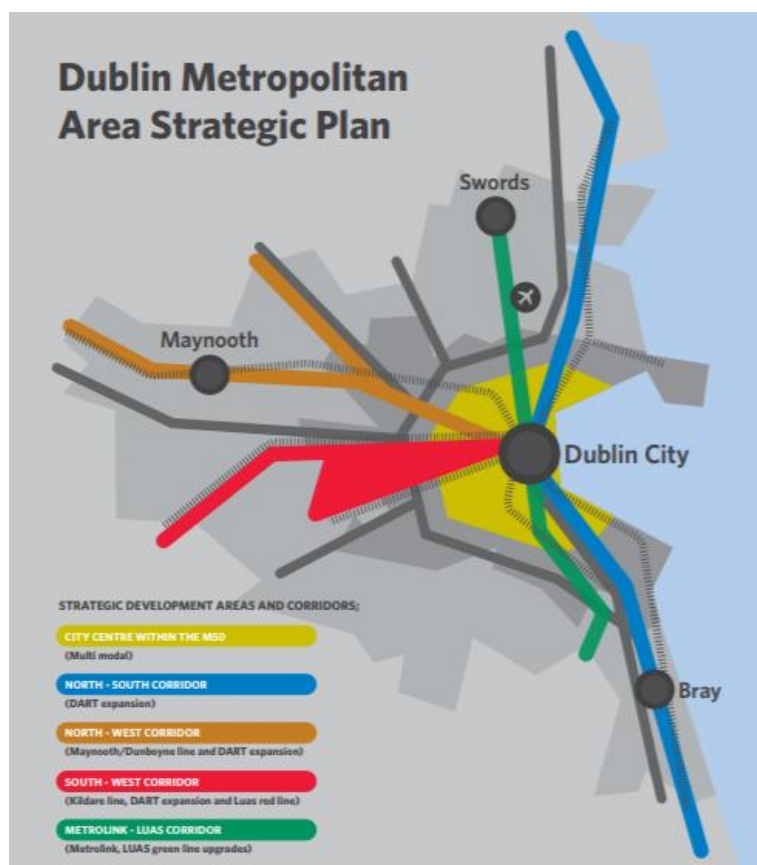 Dublin Metropolitan
Area Strategic Plan
Swords
Maynooth
Dublin City
Bray
STRATEGIC DEVELOPMENT AREAS AND CORRIDORS;
CITY CENTRE WITHIN THE M50
(Multi modal)
NORTH - SOUTH CORRIDOR
(DART expansion)
NORTH - WEST CORRIDOR
(Maynooth/Dunboyne line and DART expansion)
SOUTH - WEST CORRIDOR
(Kildare line, DART expansion and Luas red line)
METROLINK - LUAS CORRIDOR
(Metrolink, LUAS green line upgrades)